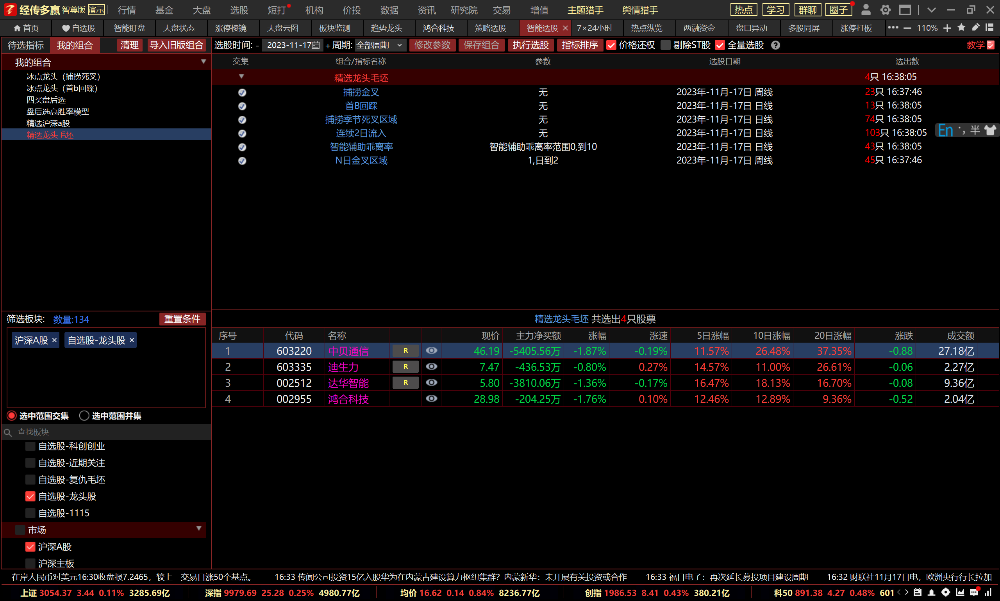 经传多赢 智尊版 演示 行情 基金 大盘 选股 短打 机构 价投 数据 资讯 研究院 交易 增值 主题猎手 舆情猎手 热点 学习 群聊 圈子
首页 自选股 智能盯盘 大盘状态 涨停棱镜 大盘云图 板块监测 趋势龙头 鸿合科技 策略选股 智能选股 × 7×24小时 热点纵览 两融资金 盘口异动 多股同屏 涨停打板 ••• — 110% +
待选指标 我的组合 清理 导入旧版组合 选股时间: - 2023-11-17 + 周期: 全部周期 修改参数 保存组合 执行选股 指标排序 价格还权 剔除ST股 全量选股 ? 教学
我的组合
冰点龙头（捕捞死叉）
冰点龙头（首b回踩）
四买盘后选
盘后选高胜率模型
精选沪深a股
精选龙头毛坯
交集 组合/指标名称 参数 选股日期 选出数
精选龙头毛坯 4只 16:38:05
捕捞金叉 无 2023年-11月-17日 周线 23只 16:37:46
首B回踩 无 2023年-11月-17日 日线 13只 16:38:05
捕捞季节死叉区域 无 2023年-11月-17日 日线 74只 16:38:05
连续2日流入 无 2023年-11月-17日 日线 103只 16:38:05
智能辅助乖离率 智能辅助乖离率范围0,到10 2023年-11月-17日 日线 43只 16:38:05
N日金叉区域 1,日到2 2023年-11月-17日 周线 45只 16:37:46
En 半
筛选板块: 数量:134 重置条件
沪深A股 × 自选股-龙头股 ×
选中范围交集 选中范围并集
查找板块
自选股-科创创业
自选股-近期关注
自选股-复仇毛坯
自选股-龙头股
自选股-1115
市场
沪深A股
沪深主板
精选龙头毛坯 共选出4只股票
序号 代码 名称 现价 主力净买额 涨幅 涨速 5日涨幅 10日涨幅 20日涨幅 涨跌 成交额
1 603220 中贝通信 R 46.19 -5405.56万 -1.87% -0.19% 11.57% 26.48% 37.35% -0.88 27.18亿
2 603335 迪生力 R 7.47 -436.53万 -0.80% 0.27% 14.57% 11.00% 26.61% -0.06 2.27亿
3 002512 达华智能 R 5.80 -3810.06万 -1.36% -0.17% 16.47% 18.13% 16.70% -0.08 9.36亿
4 002955 鸿合科技 28.98 -204.25万 -1.76% 0.10% 12.46% 12.89% 9.36% -0.52 2.04亿
在岸人民币对美元16:30收盘报7.2465，较上一交易日涨50个基点。 16:33 传闻公司投资15亿入股华为在内蒙古建设算力枢纽集群？内蒙新华：未开展有关投资或合作 16:33 福日电子：再次延长募投项目建设周期 16:32 财联社11月17日电，欧洲央行行长拉加
上证 3054.37 3.44 0.11% 3285.69亿 深指 9979.69 25.28 0.25% 4980.77亿 均价 16.62 0.14 0.84% 8236.77亿 创指 1986.53 8.41 0.43% 380.21亿 科50 891.38 4.27 0.48% 601